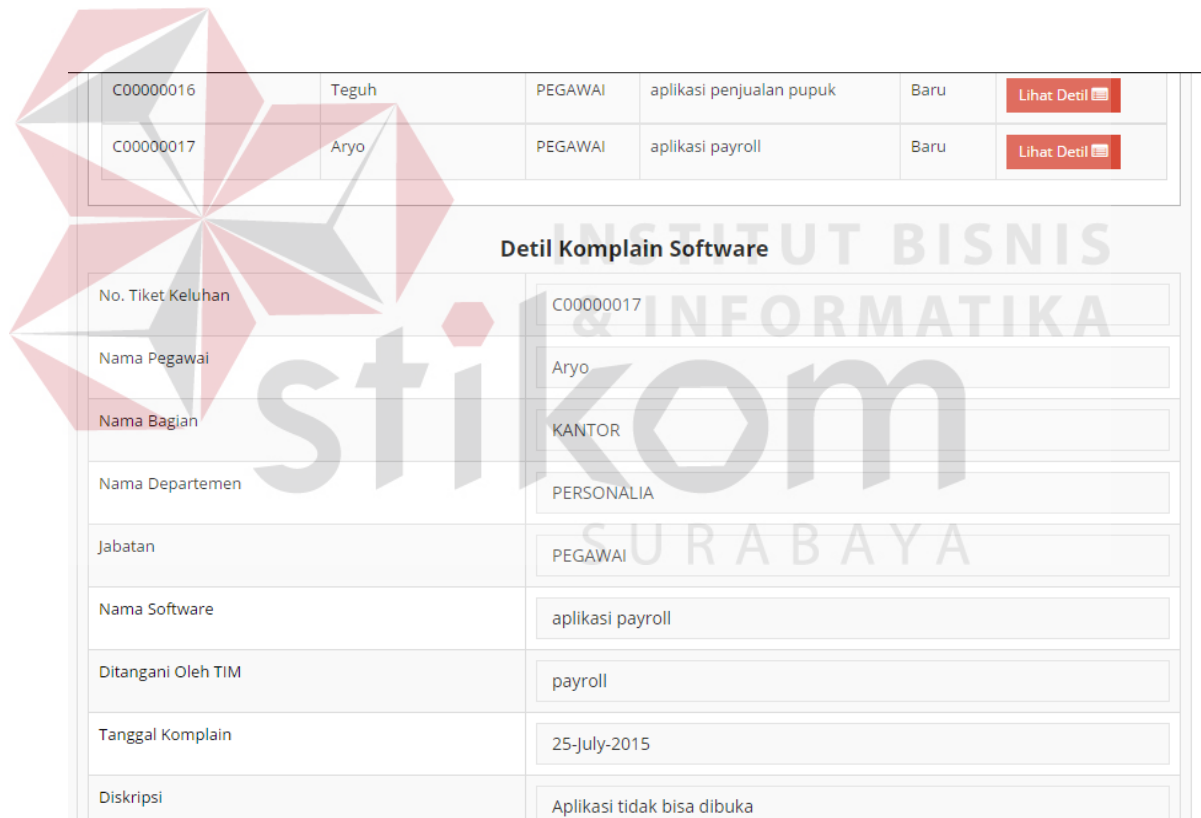 C00000016 Teguh PEGAWAI aplikasi penjualan pupuk Baru Lihat Detil
C00000017 Aryo PEGAWAI aplikasi payroll Baru Lihat Detil
INSTITUT BISNIS
Detil Komplain Software
No. Tiket Keluhan C00000017
& INFORMATIKA
Nama Pegawai Aryo
stikom
Nama Bagian KANTOR
Nama Departemen PERSONALIA
SURABAYA
Jabatan PEGAWAI
Nama Software aplikasi payroll
Ditangani Oleh TIM payroll
Tanggal Komplain 25-July-2015
Diskripsi Aplikasi tidak bisa dibuka